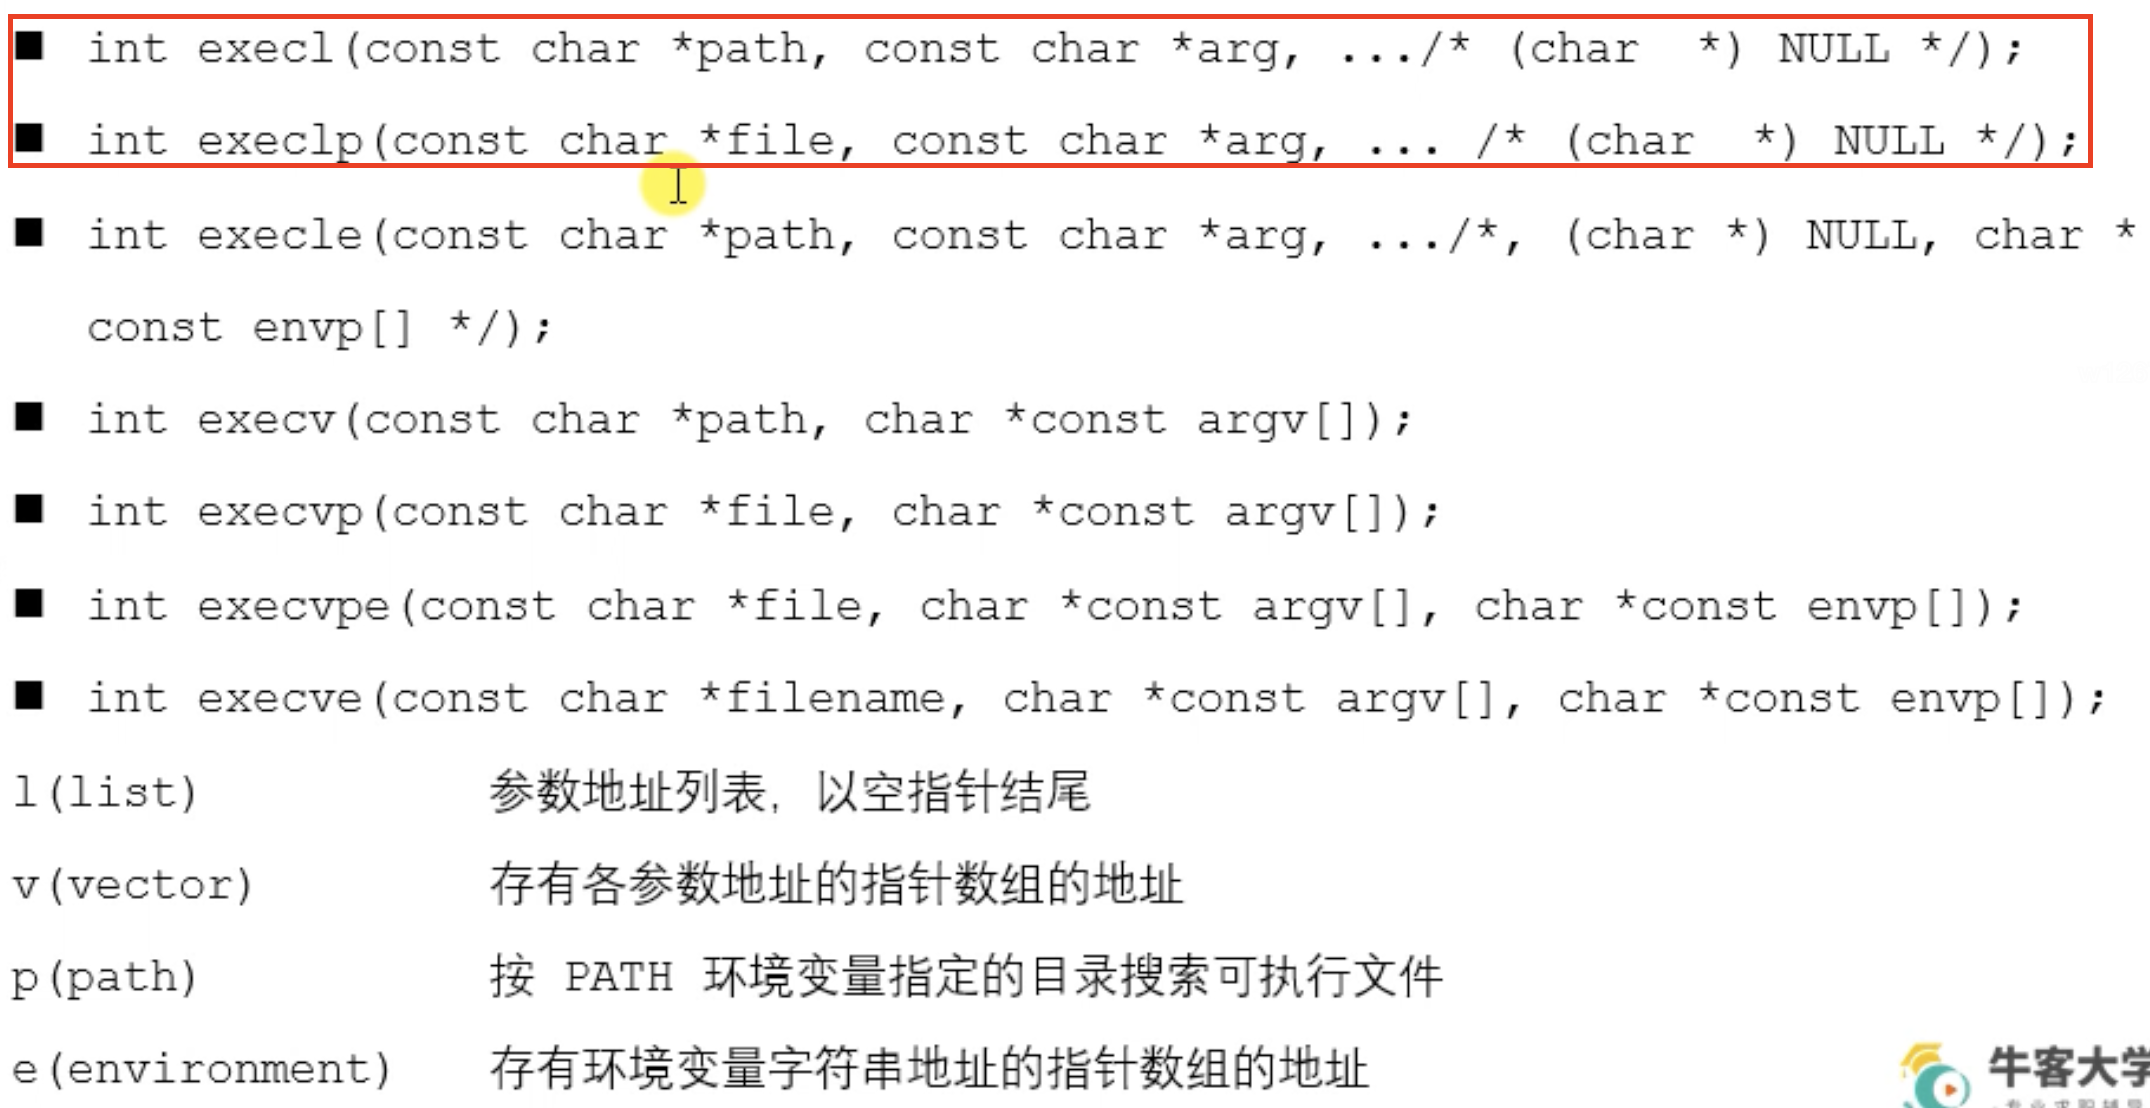 ■ int execl(const char *path, const char *arg, .../* (char  *) NULL */);
■ int execlp(const char *file, const char *arg, ... /* (char  *) NULL */);
■ int execle(const char *path, const char *arg, .../*, (char *) NULL, char *
const envp[] */);
■ int execv(const char *path, char *const argv[]);
■ int execvp(const char *file, char *const argv[]);
■ int execvpe(const char *file, char *const argv[], char *const envp[]);
■ int execve(const char *filename, char *const argv[], char *const envp[]);
l(list) 参数地址列表，以空指针结尾
v(vector) 存有各参数地址的指针数组的地址
p(path) 按 PATH 环境变量指定的目录搜索可执行文件
e(environment) 存有环境变量字符串地址的指针数组的地址
牛客大学